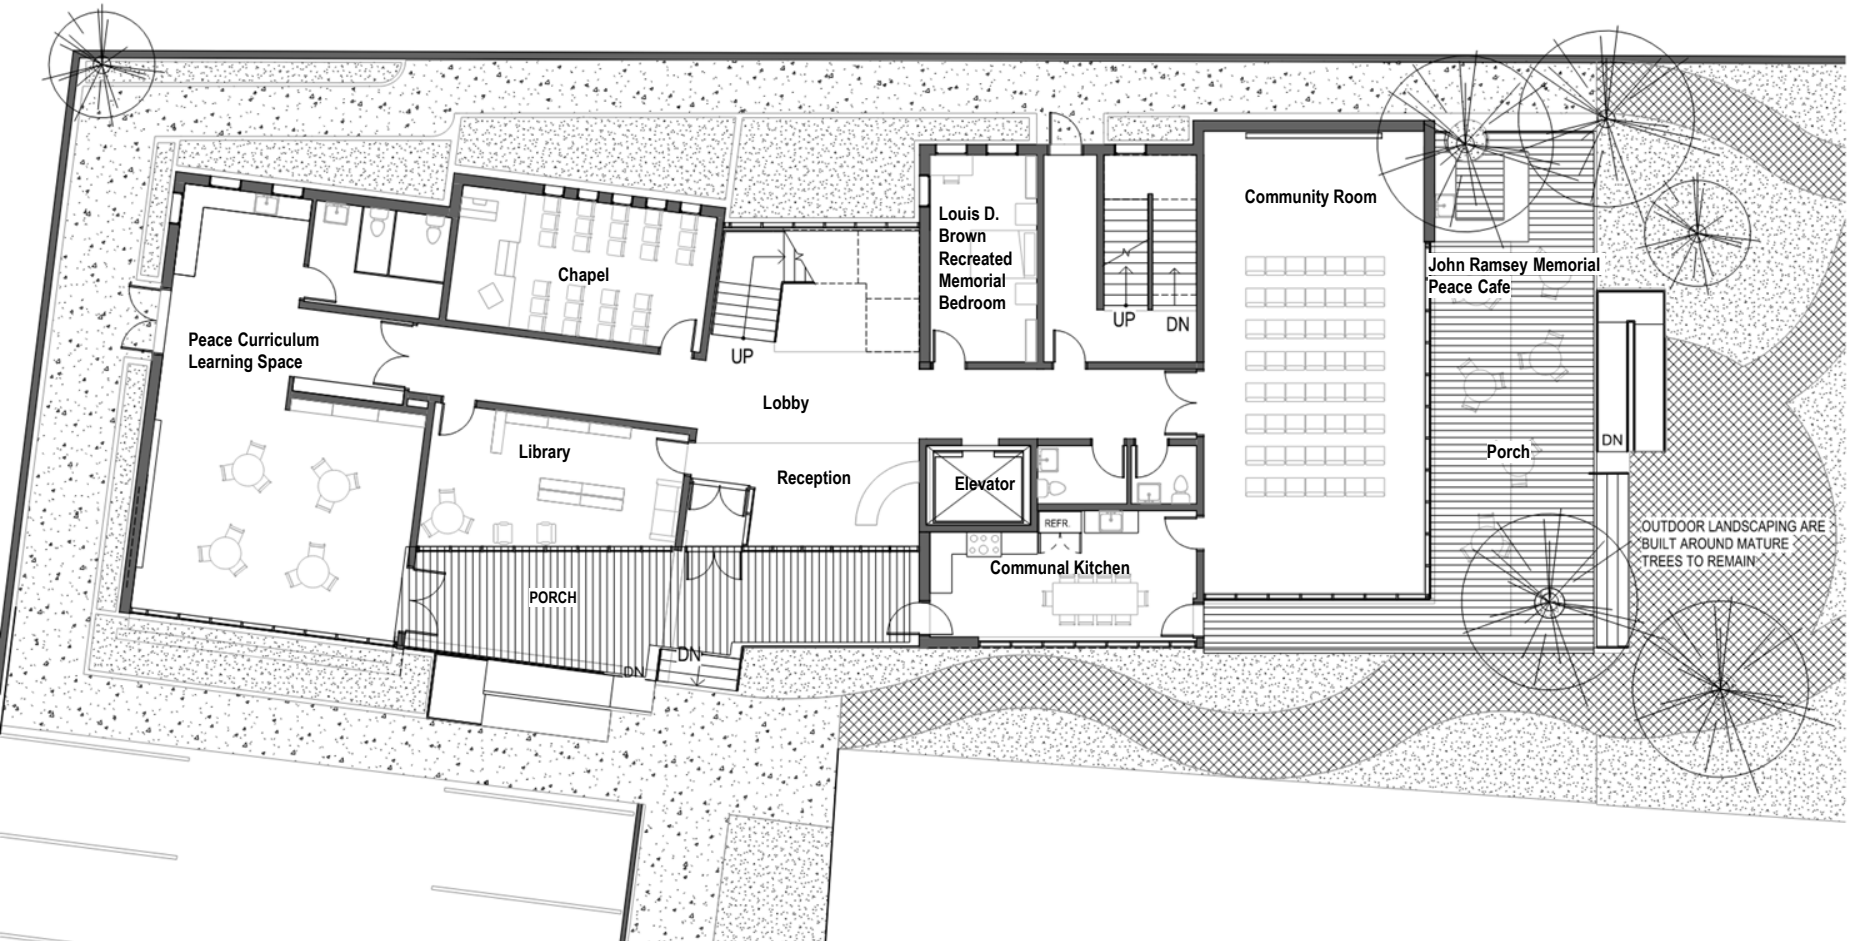 Louis D.
Brown
Recreated
Memorial
Bedroom
Community Room
Chapel
John Ramsey Memorial
Peace Cafe
UP
DN
Peace Curriculum
Learning Space
UP
Lobby
Library
Reception
Elevator
Porch
DN
REFR.
Communal Kitchen
OUTDOOR LANDSCAPING ARE
BUILT AROUND MATURE
TREES TO REMAIN
PORCH
DN
DN